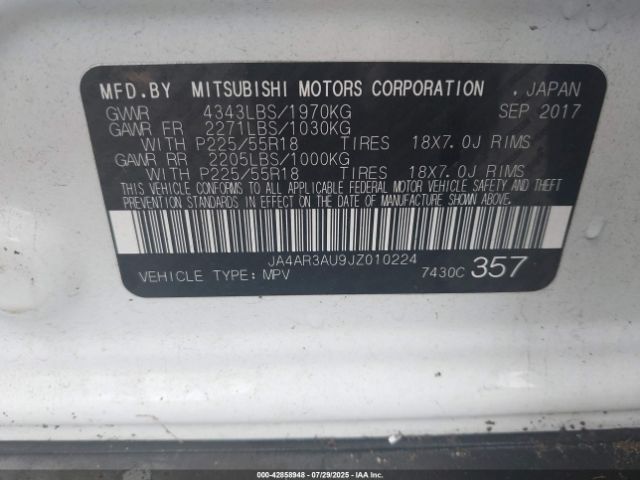 MFD.BY MITSUBISHI MOTORS CORPORATION . JAPAN
GVWR 4343LBS/1970KG SEP 2017
GAWR FR 2271LBS/1030KG
WITH P225/55R18 TIRES 18X7.0J RIMS
GAWR RR 2205LBS/1000KG
WITH P225/55R18 TIRES 18X7.0J RIMS
THIS VEHICLE CONFORMS TO ALL APPLICABLE FEDERAL MOTOR VEHICLE SAFETY AND THEFT
PREVENTION STANDARDS IN EFFECT ON THE DATE OF MANUFACTURE SHOWN ABOVE.
JA4AR3AU9JZ010224
VEHICLE TYPE: MPV 7430C 357
000-42858948 07/29/2025 IAAI.COM